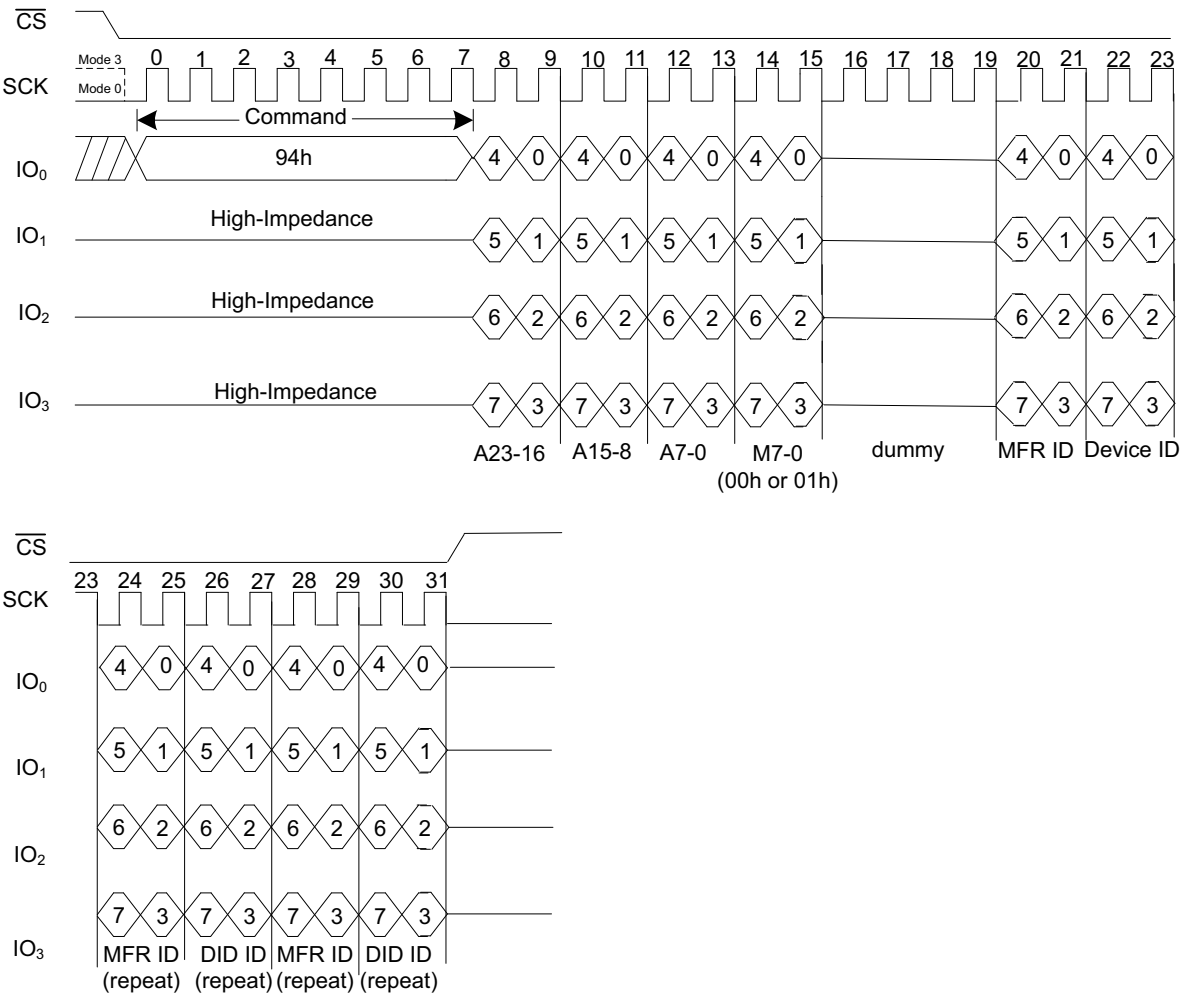 CS
Mode 3 0 1 2 3 4 5 6 7 8 9 10 11 12 13 14 15 16 17 18 19 20 21 22 23
SCK Mode 0
Command
IO0 94h 4 0 4 0 4 0 4 0 4 0 4 0
High-Impedance
IO1 5 1 5 1 5 1 5 1 5 1 5 1
High-Impedance
IO2 6 2 6 2 6 2 6 2 6 2 6 2
High-Impedance
IO3 7 3 7 3 7 3 7 3 7 3 7 3
A23-16 A15-8 A7-0 M7-0 dummy MFR ID Device ID
(00h or 01h)
CS
23 24 25 26 27 28 29 30 31
SCK
IO0 4 0 4 0 4 0 4 0
IO1 5 1 5 1 5 1 5 1
IO2 6 2 6 2 6 2 6 2
IO3 7 3 7 3 7 3 7 3
MFR ID DID ID MFR ID DID ID
(repeat) (repeat) (repeat) (repeat)